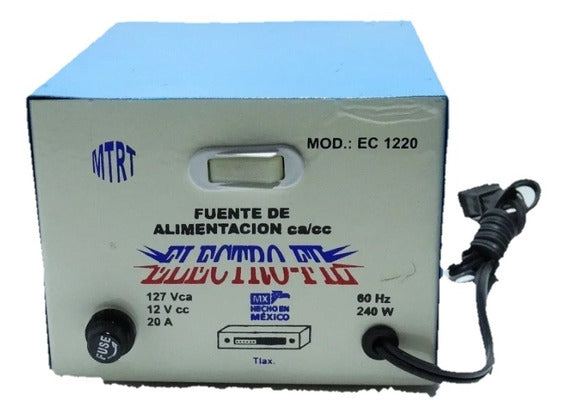 MOD.: EC 1220
MTRT
FUENTE DE
ALIMENTACION ca/cc
ELECTRO-FIL
127 Vca
12 V cc
20 A
MX
HECHO EN
MÉXICO
60 Hz
240 W
FUSE
Tlax.